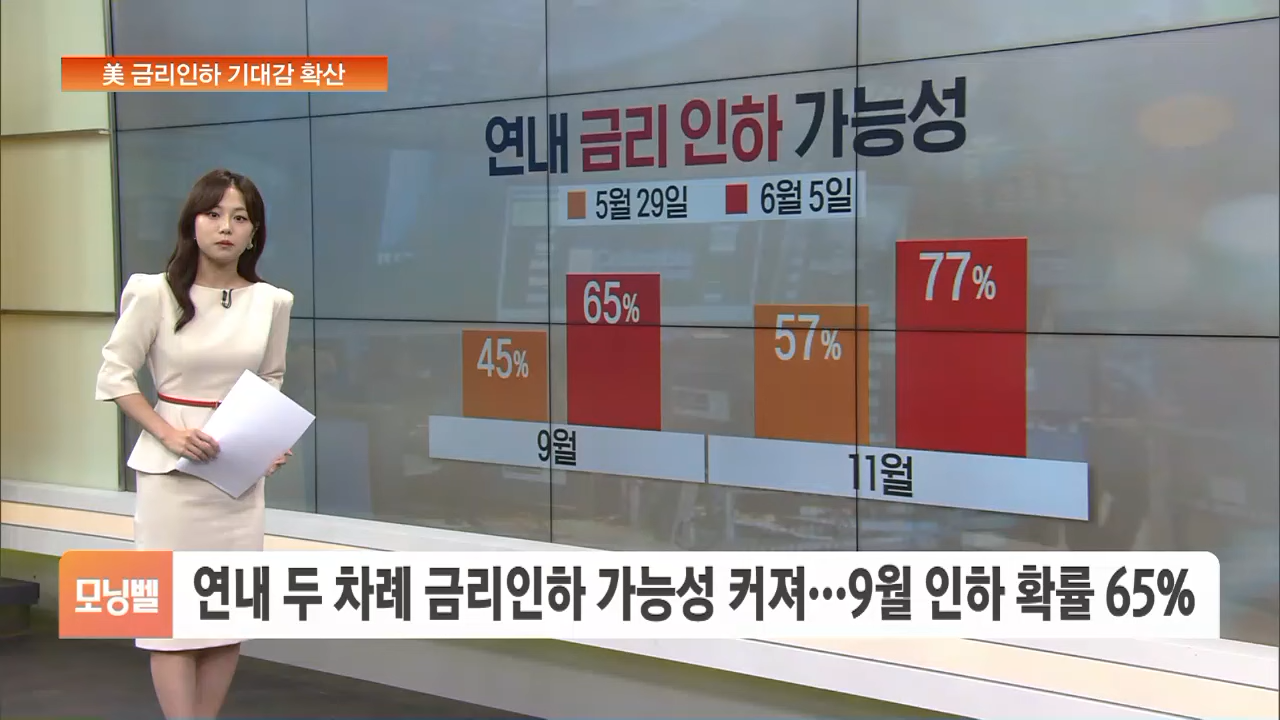 美 금리인하 기대감 확산
연내 금리 인하 가능성
5월 29일 6월 5일
45% 65% 57% 77%
9월 11월
모닝벨 연내 두 차례 금리인하 가능성 커져…9월 인하 확률 65%